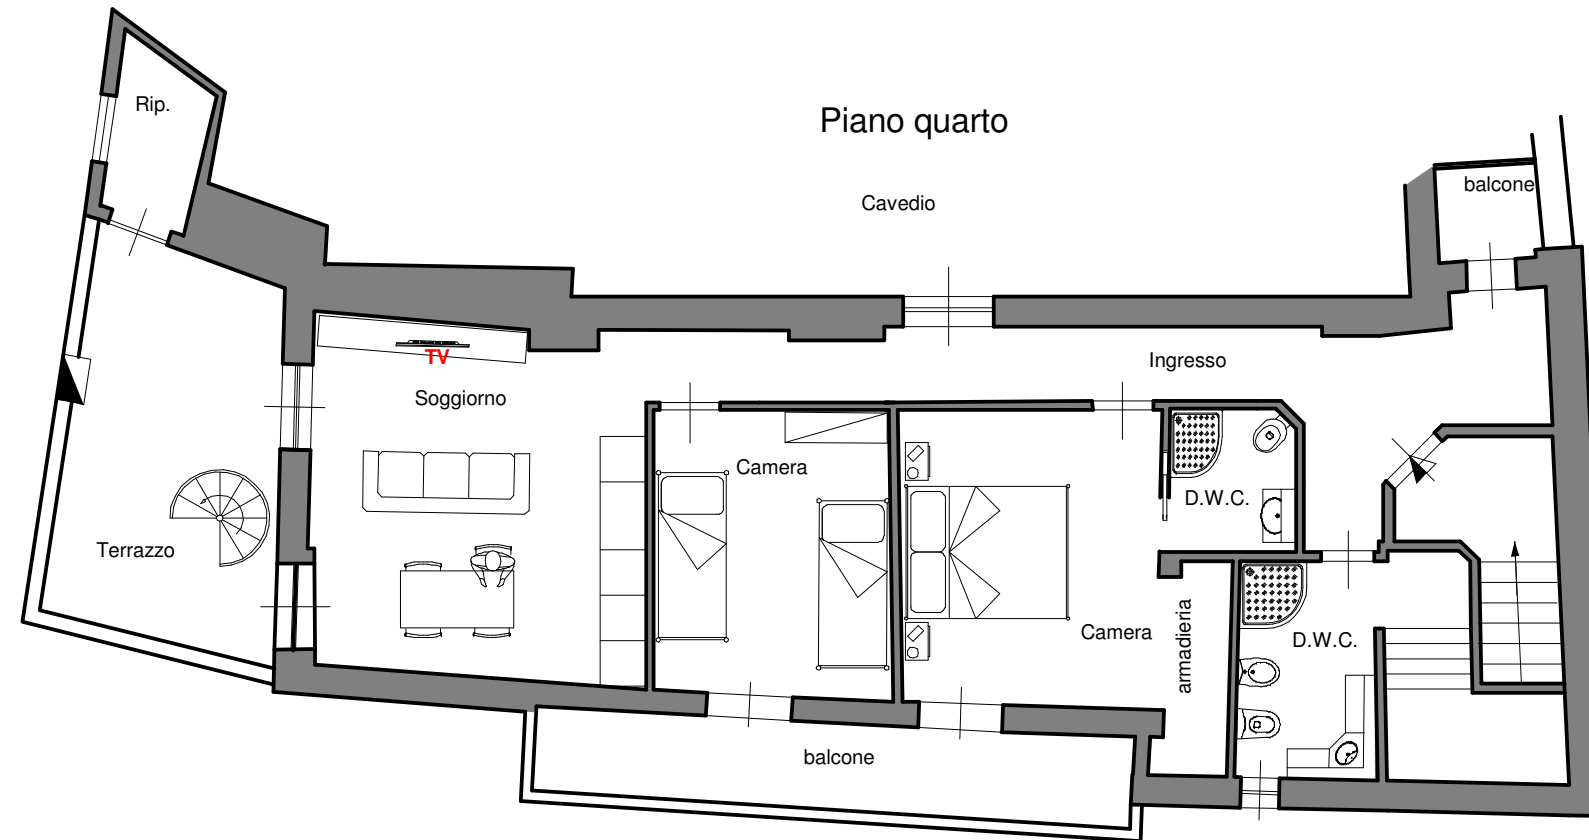 Rip.
Piano quarto
balcone
Cavedio
TV
Ingresso
Soggiorno
Camera
D.W.C.
Terrazzo
Camera
armadieria
D.W.C.
balcone